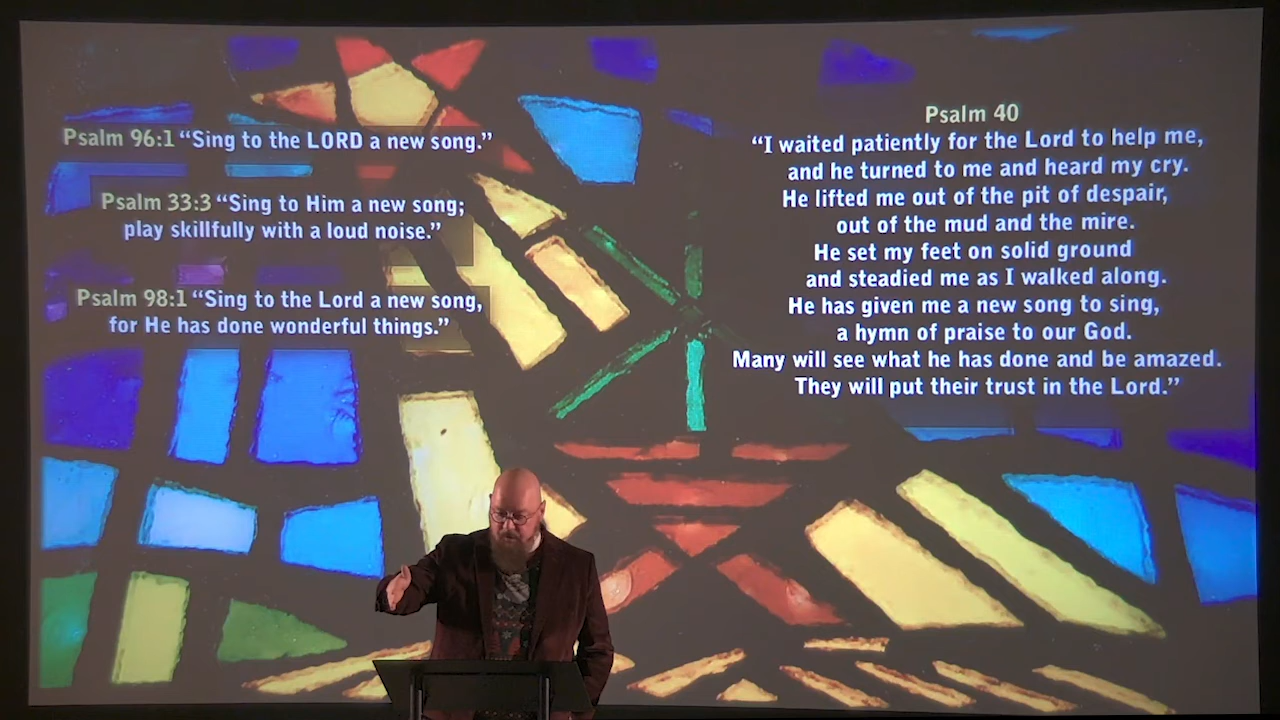 Psalm 96:1 “Sing to the LORD a new song.”
Psalm 33:3 “Sing to Him a new song;
play skillfully with a loud noise.”
Psalm 98:1 “Sing to the Lord a new song,
for He has done wonderful things.”
Psalm 40
“I waited patiently for the Lord to help me,
and he turned to me and heard my cry.
He lifted me out of the pit of despair,
out of the mud and the mire.
He set my feet on solid ground
and steadied me as I walked along.
He has given me a new song to sing,
a hymn of praise to our God.
Many will see what he has done and be amazed.
They will put their trust in the Lord.”